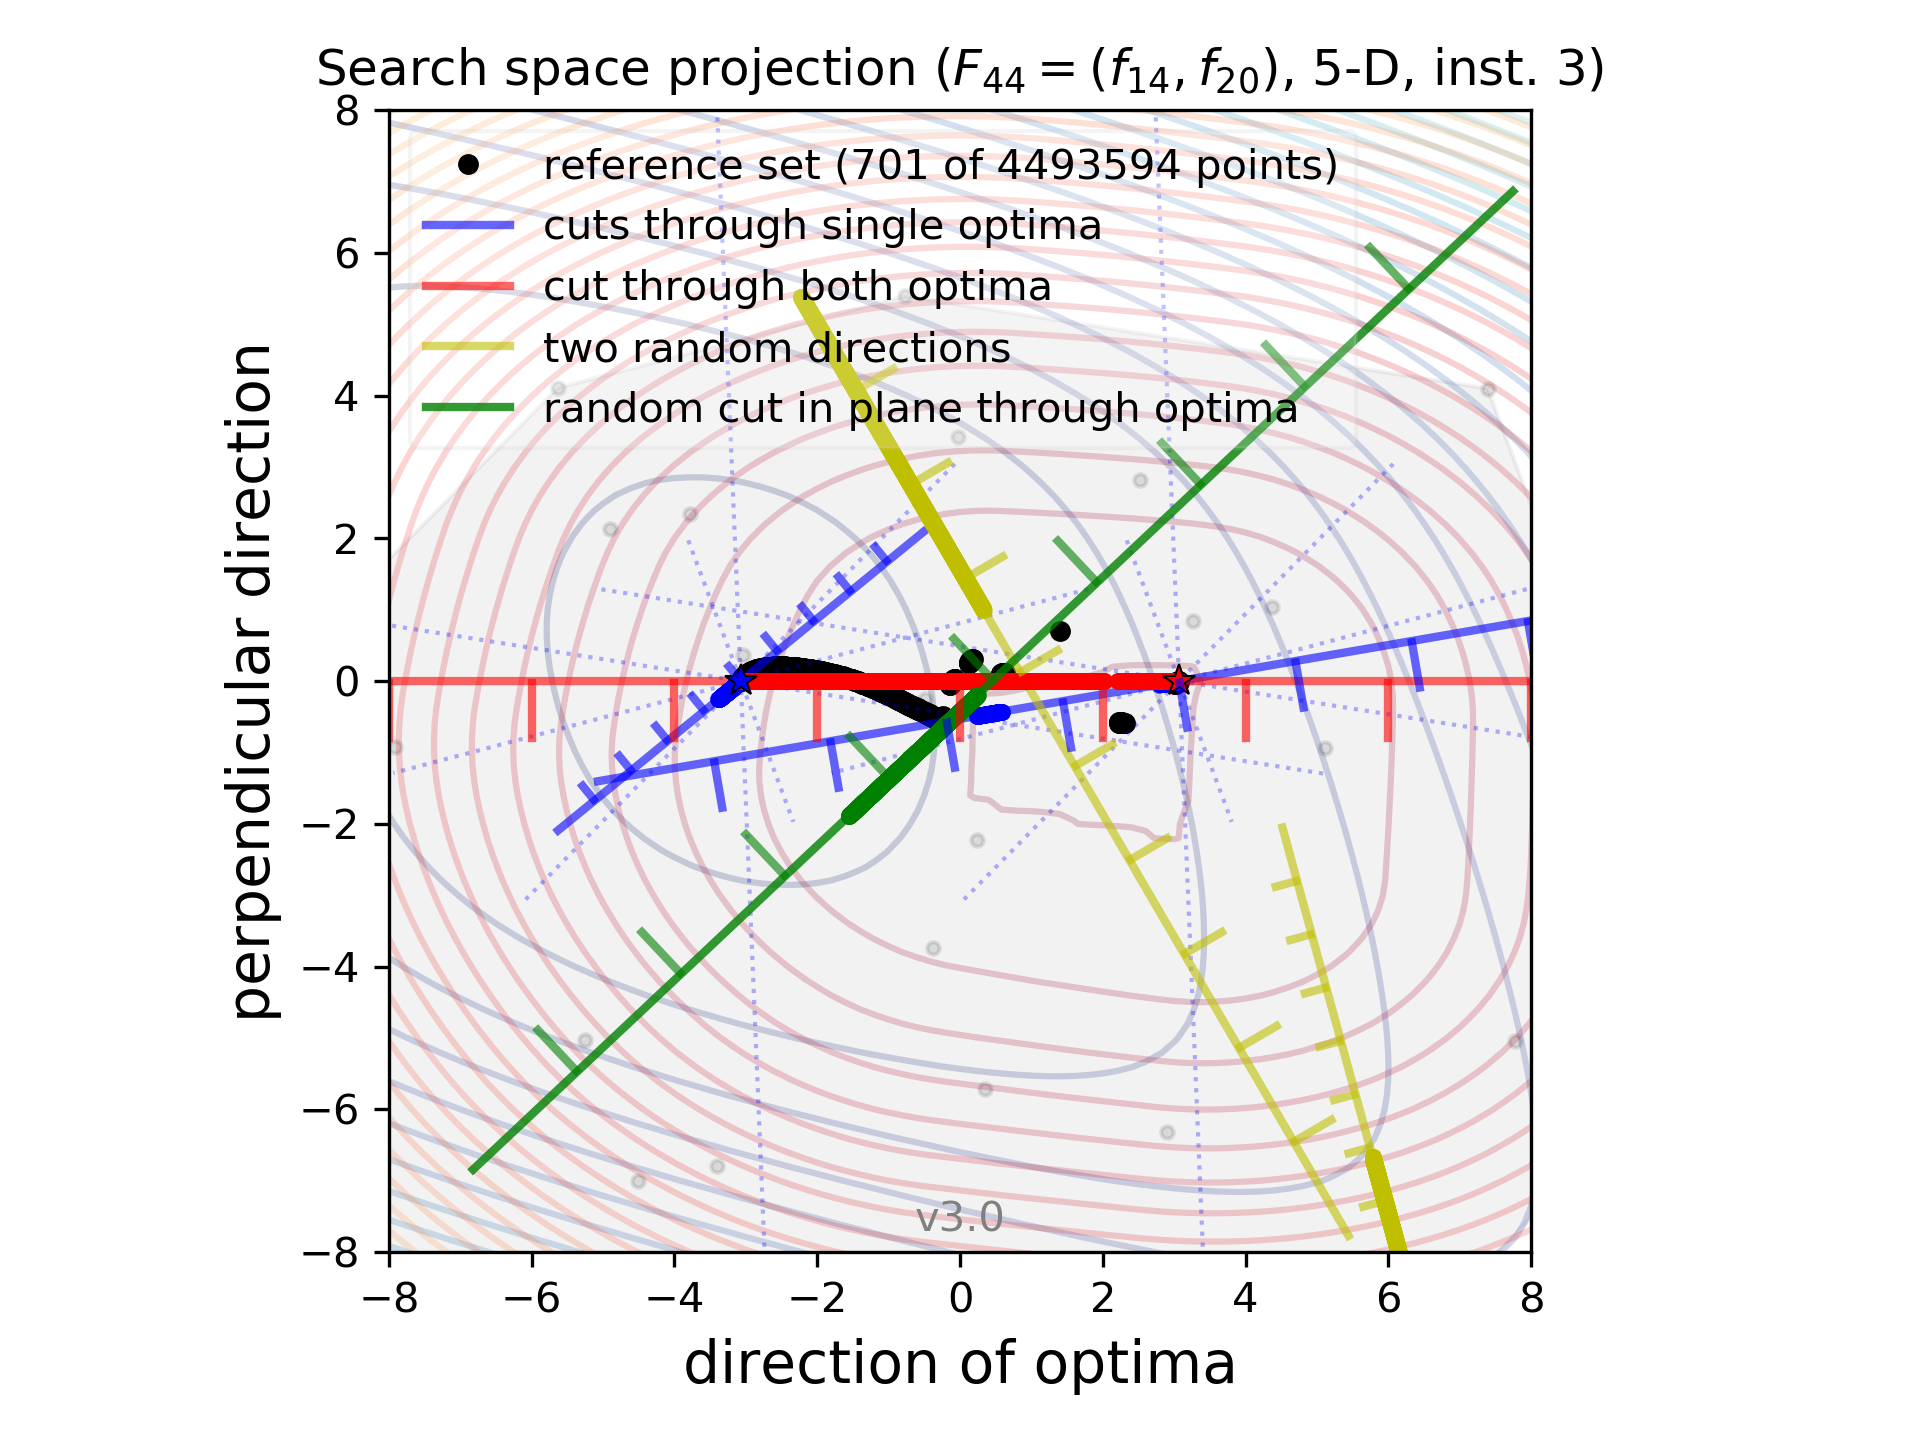 Search space projection (F₄₄ = (f₁₄, f₂₀), 5-D, inst. 3)
reference set (701 of 4493594 points)
cuts through single optima
cut through both optima
two random directions
random cut in plane through optima
perpendicular direction
8
6
4
2
0
−2
−4
−6
−8
v3.0
−8 −6 −4 −2 0 2 4 6 8
direction of optima